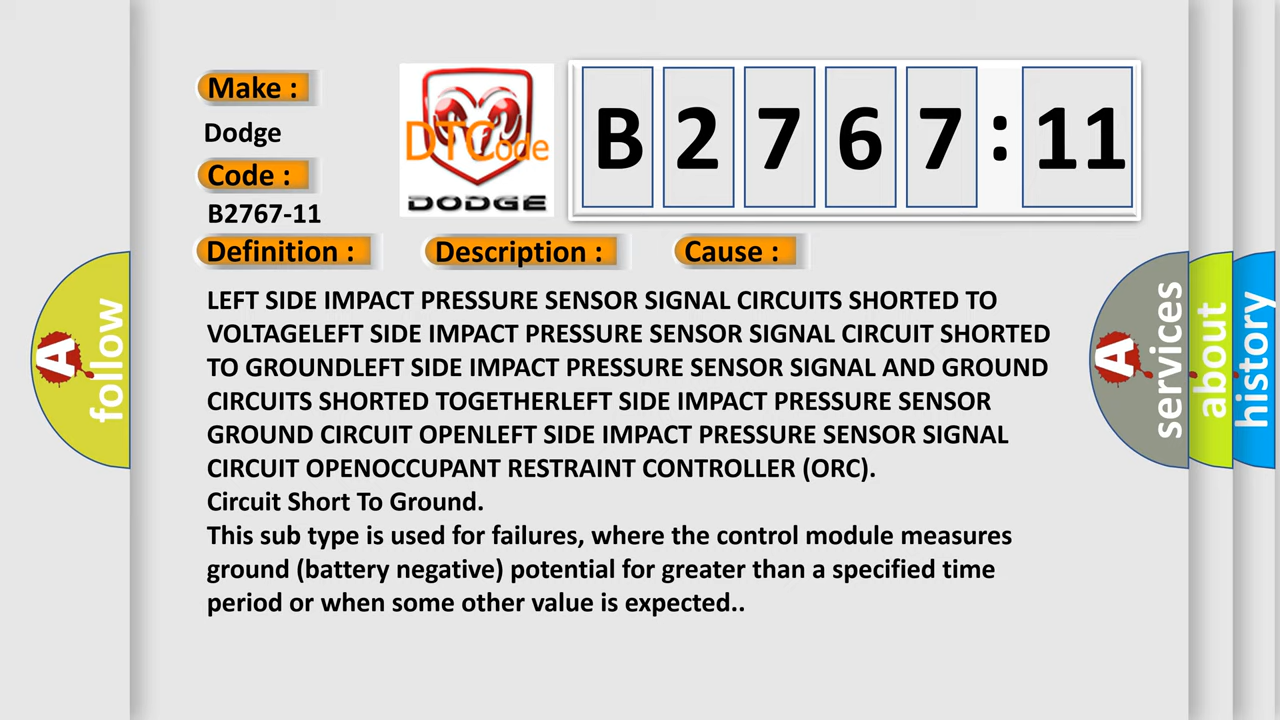 Make :
Dodge
Code :
B2767-11
DTCode
DODGE
B2767:11
Definition :
Description :
Cause :
LEFT SIDE IMPACT PRESSURE SENSOR SIGNAL CIRCUITS SHORTED TO
VOLTAGELEFT SIDE IMPACT PRESSURE SENSOR SIGNAL CIRCUIT SHORTED
TO GROUNDLEFT SIDE IMPACT PRESSURE SENSOR SIGNAL AND GROUND
CIRCUITS SHORTED TOGETHERLEFT SIDE IMPACT PRESSURE SENSOR
GROUND CIRCUIT OPENLEFT SIDE IMPACT PRESSURE SENSOR SIGNAL
CIRCUIT OPENOCCUPANT RESTRAINT CONTROLLER (ORC).
Circuit Short To Ground.
This sub type is used for failures, where the control module measures
ground (battery negative) potential for greater than a specified time
period or when some other value is expected..
A
follow
A
services
about
history